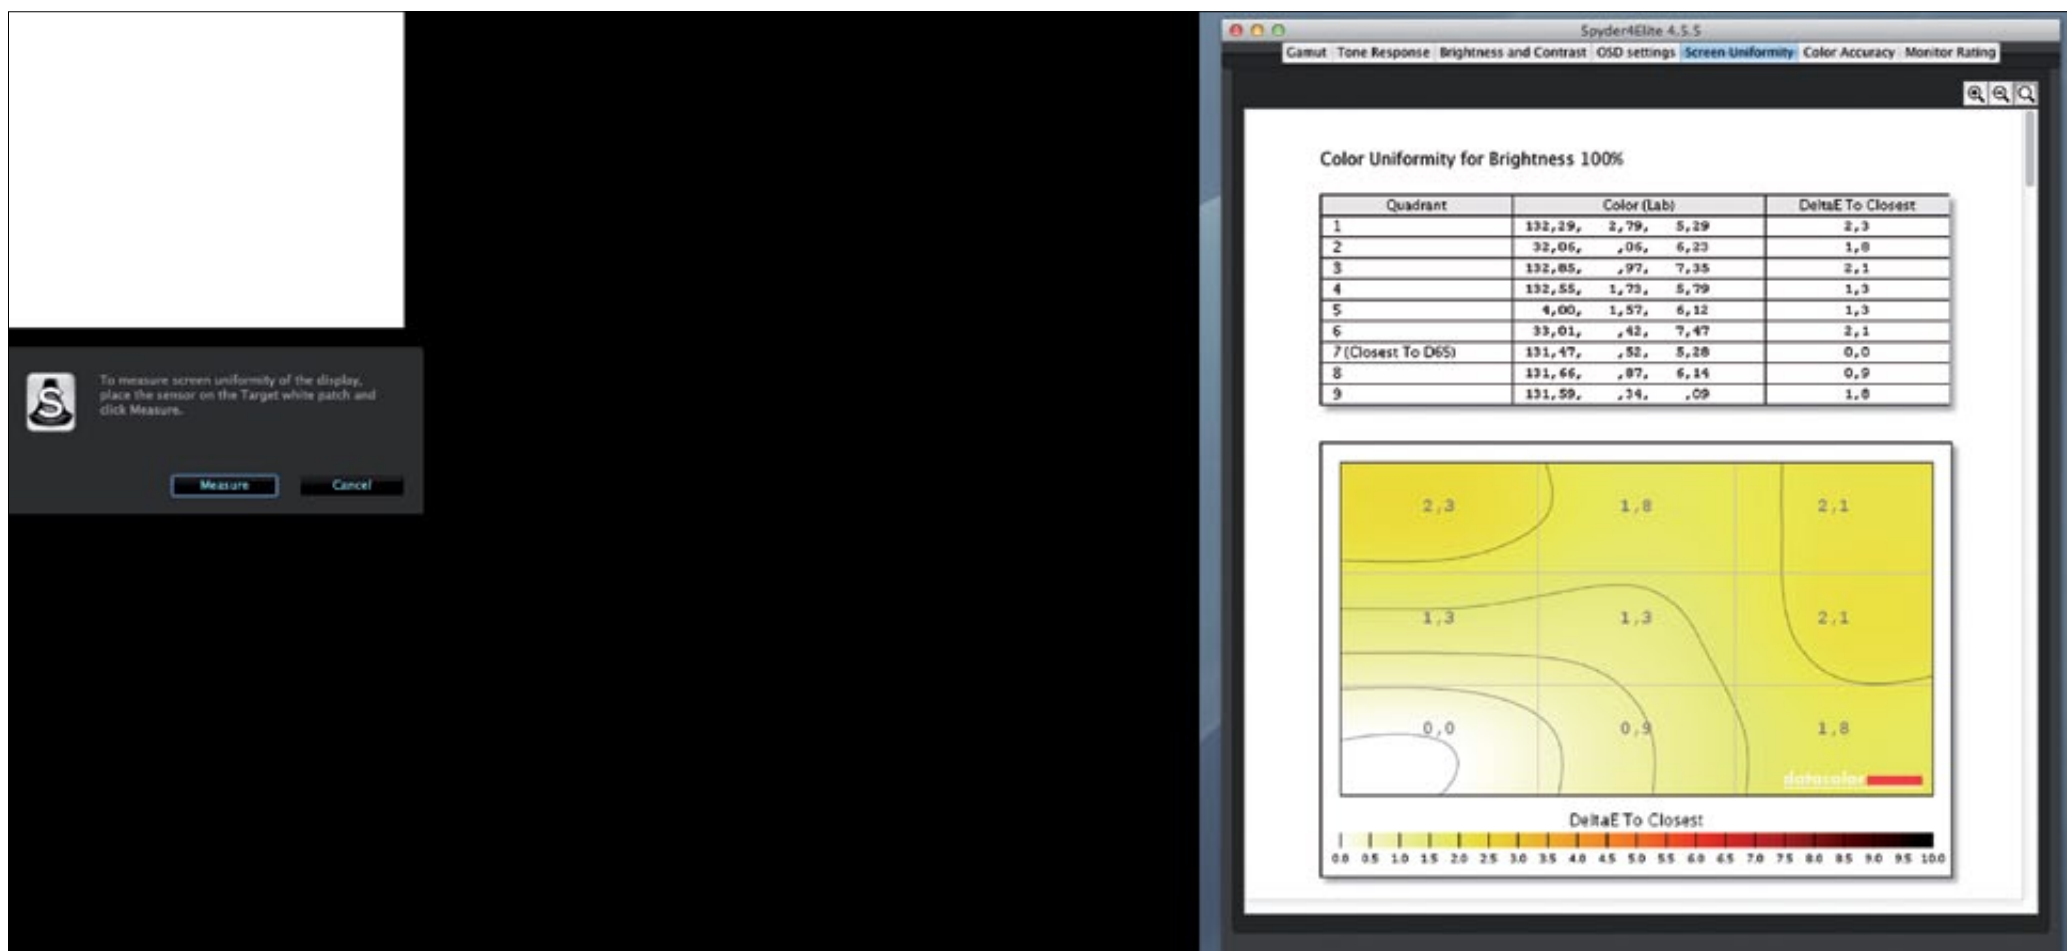 To measure screen uniformity of the display,
place the sensor on the Target white patch and
click Measure.
Measure Cancel
Spyder4Elite 4.5.5
Gamut Tone Response Brightness and Contrast OSD settings Screen Uniformity Color Accuracy Monitor Rating
Color Uniformity for Brightness 100%
Quadrant Color (Lab) DeltaE To Closest
1 132,29, 2,79, 5,29 2,3
2 32,06, ,06, 6,23 1,8
3 132,85, ,97, 7,35 2,1
4 132,55, 1,73, 5,79 1,3
5 4,00, 1,57, 6,12 1,3
6 33,01, ,42, 7,47 2,1
7 (Closest To D65) 131,47, ,52, 5,28 0,0
8 131,66, ,87, 6,14 0,9
9 131,59, ,34, ,09 1,8
2,3 1,8 2,1
1,3 1,3 2,1
0,0 0,9 1,8
datacolor
DeltaE To Closest
0.0 0.5 1.0 1.5 2.0 2.5 3.0 3.5 4.0 4.5 5.0 5.5 6.0 6.5 7.0 7.5 8.0 8.5 9.0 9.5 10.0